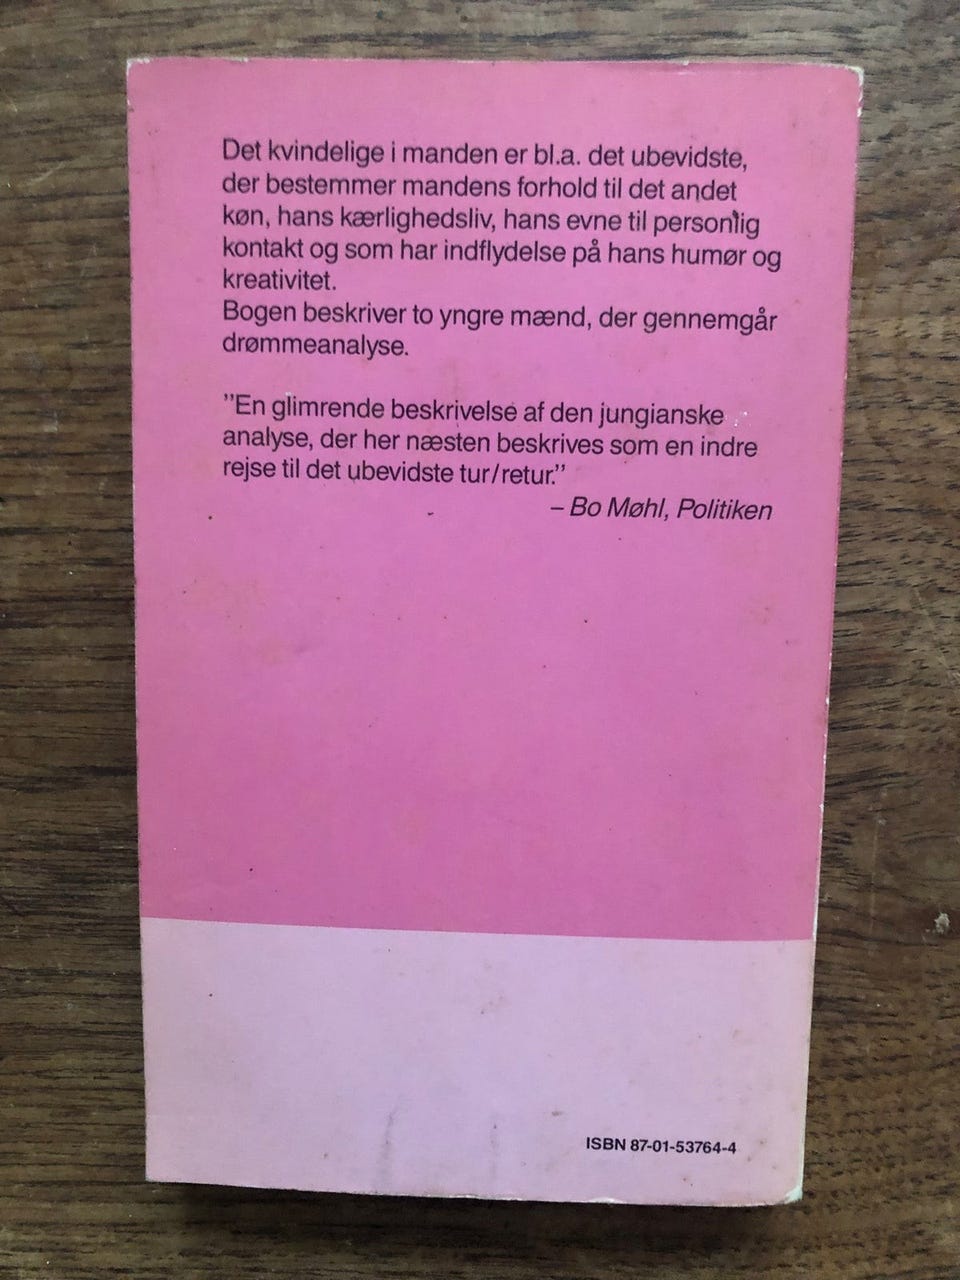 Det kvindelige i manden er bl.a. det ubevidste,
der bestemmer mandens forhold til det andet
køn, hans kærlighedsliv, hans evne til personlig
kontakt og som har indflydelse på hans humør og
kreativitet.
Bogen beskriver to yngre mænd, der gennemgår
drømmeanalyse.
”En glimrende beskrivelse af den jungianske
analyse, der her næsten beskrives som en indre
rejse til det ubevidste tur/retur.”
– Bo Møhl, Politiken
ISBN 87-01-53764-4